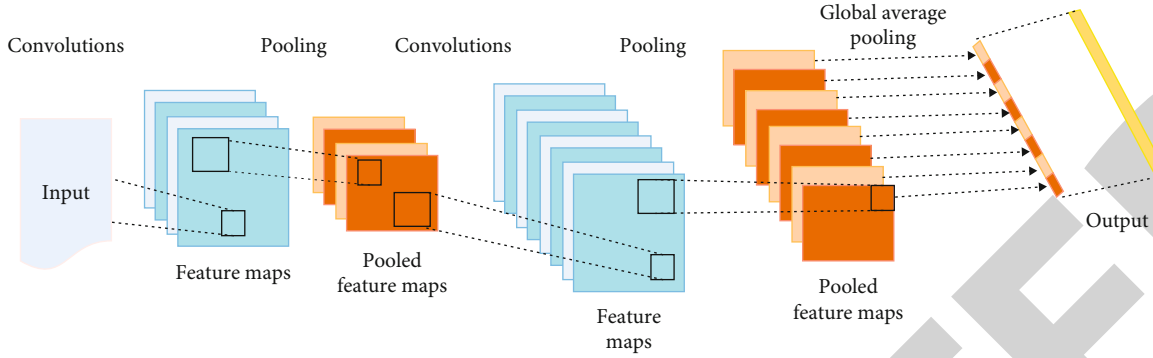 Convolutions
Pooling
Convolutions
Pooling
Global average
pooling
Input
Feature maps
Pooled
feature maps
Feature
maps
Pooled
feature maps
Output